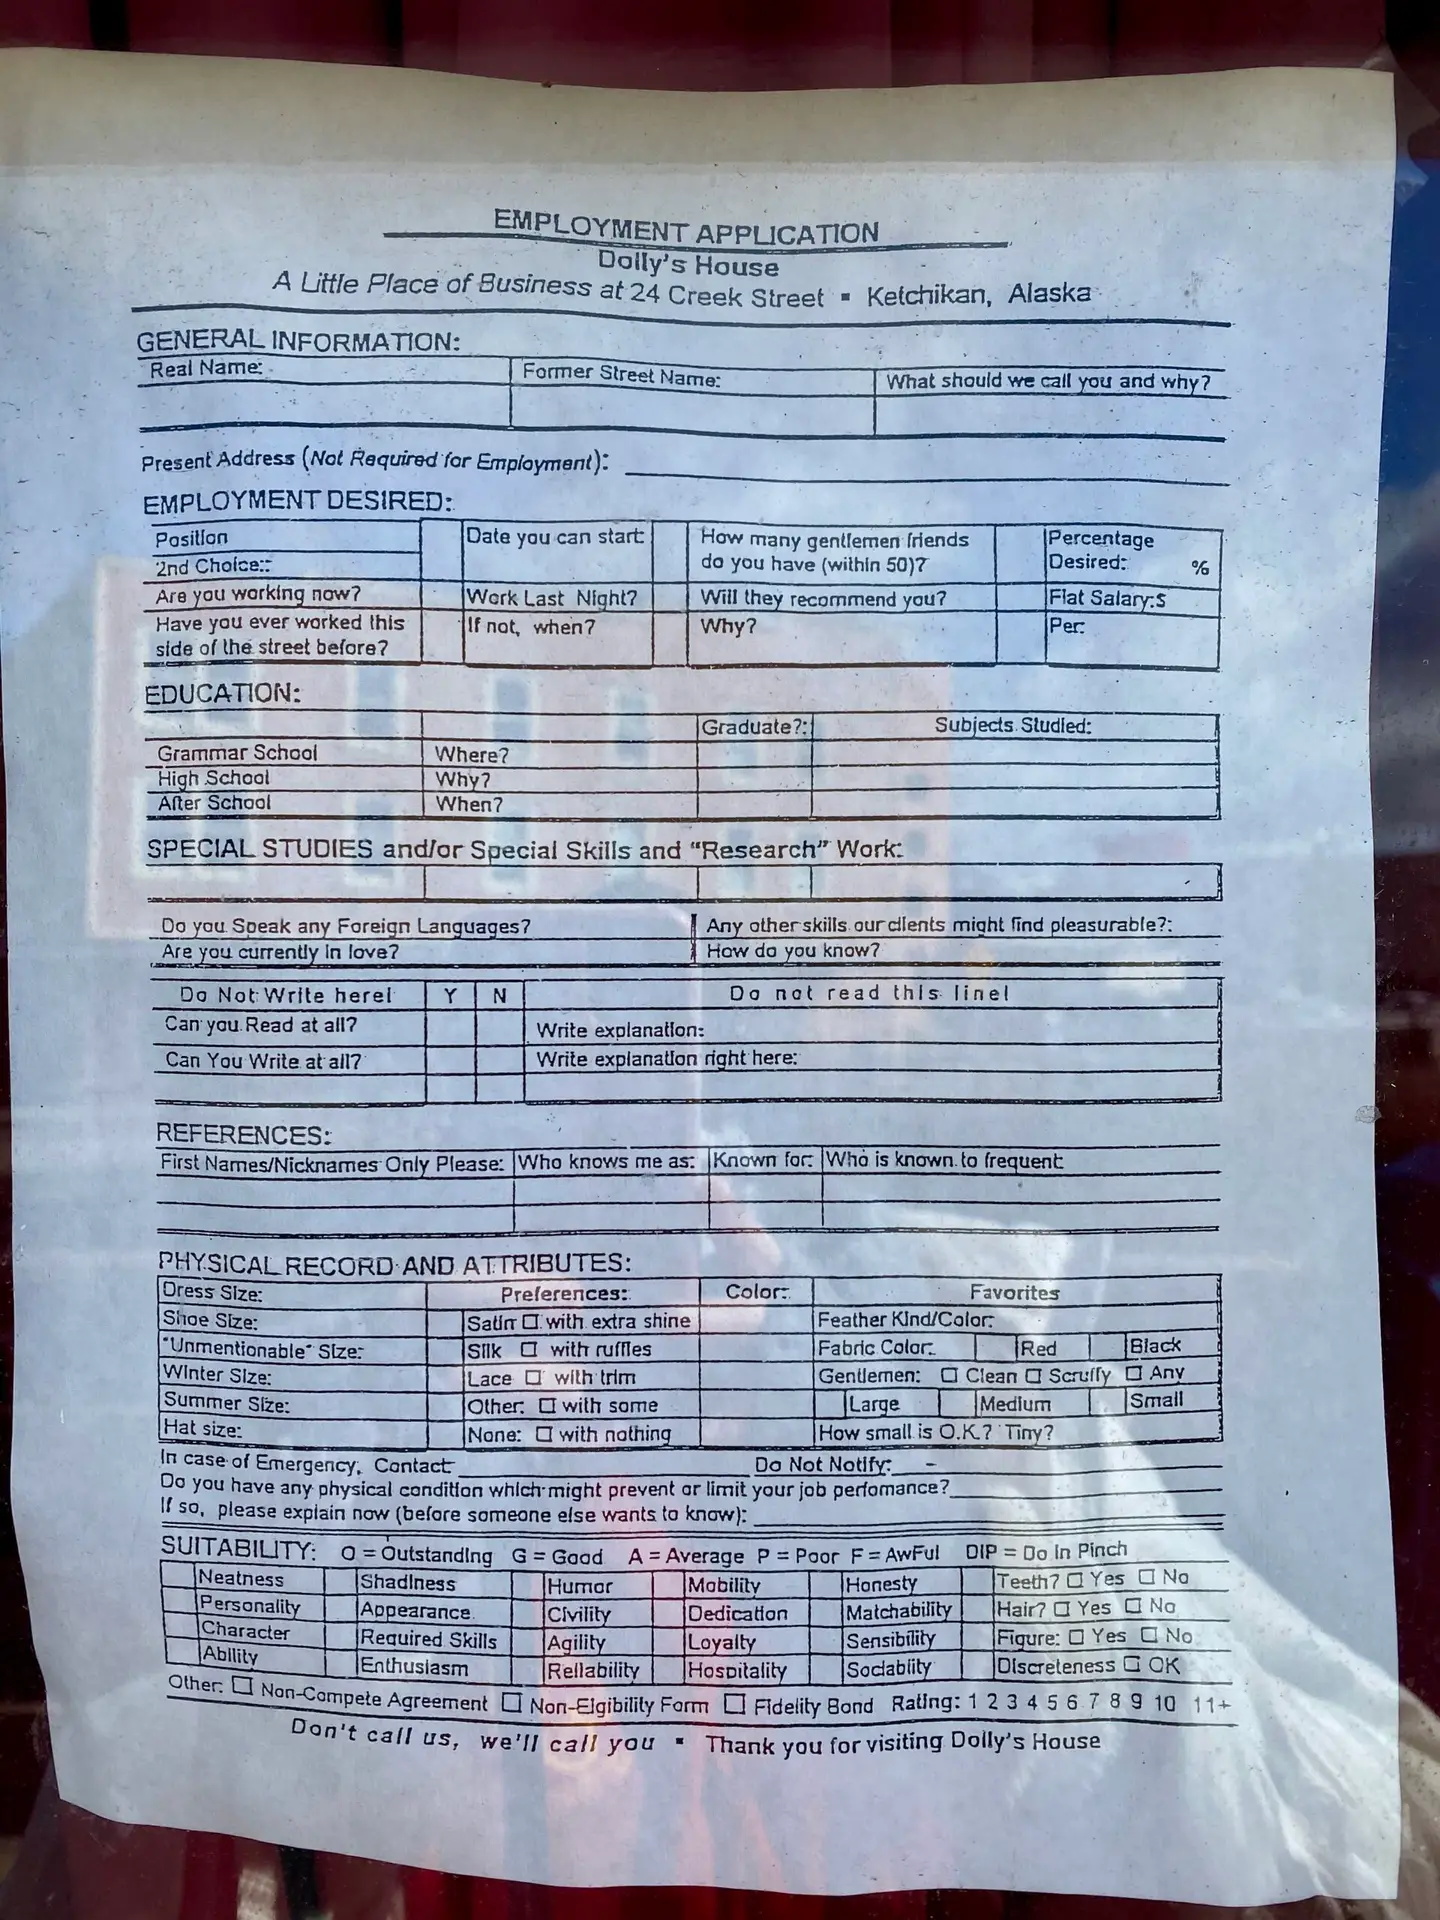 EMPLOYMENT APPLICATION
Dolly's House
A Little Place of Business at 24 Creek Street ▪ Ketchikan, Alaska
GENERAL INFORMATION:
Real Name: Former Street Name: What should we call you and why?
Present Address (Not Required for Employment):
EMPLOYMENT DESIRED:
Position Date you can start: How many gentlemen friends Percentage
2nd Choice:: do you have (within 50)? Desired: %
Are you working now? Work Last Night? Will they recommend you? Flat Salary:$
Have you ever worked this If not, when? Why? Per:
side of the street before?
EDUCATION:
Graduate?: Subjects Studied:
Grammar School Where?
High School Why?
After School When?
SPECIAL STUDIES and/or Special Skills and "Research" Work:
Do you Speak any Foreign Languages? Any other skills our clients might find pleasurable?:
Are you currently in love? How do you know?
Do Not Write here! Y N Do not read this line!
Can you Read at all? Write explanation:
Can You Write at all? Write explanation right here:
REFERENCES:
First Names/Nicknames Only Please: Who knows me as: Known for: Who is known to frequent:
PHYSICAL RECORD AND ATTRIBUTES:
Dress Size: Preferences: Color: Favorites
Shoe Size: Satin ☐ with extra shine Feather Kind/Color:
"Unmentionable" Size: Silk ☐ with ruffles Fabric Color: Red Black
Winter Size: Lace ☐ with trim Gentlemen: ☐ Clean ☐ Scruffy ☐ Any
Summer Size: Other: ☐ with some Large Medium Small
Hat size: None: ☐ with nothing How small is O.K.? Tiny?
In case of Emergency, Contact: Do Not Notify:
Do you have any physical condition which might prevent or limit your job perfomance?
If so, please explain now (before someone else wants to know):
SUITABILITY: O = Outstanding G = Good A = Average P = Poor F = AwFul DIP = Do In Pinch
Neatness Shadiness Humor Mobility Honesty Teeth? ☐ Yes ☐ No
Personality Appearance Civility Dedication Matchability Hair? ☐ Yes ☐ No
Character Required Skills Agility Loyalty Sensibility Figure: ☐ Yes ☐ No
Ability Enthusiasm Reliability Hospitality Sociablity Discreteness ☐ OK
Other: ☐ Non-Compete Agreement ☐ Non-Elgibility Form ☐ Fidelity Bond Rating: 1 2 3 4 5 6 7 8 9 10 11+
Don't call us, we'll call you ▪ Thank you for visiting Dolly's House